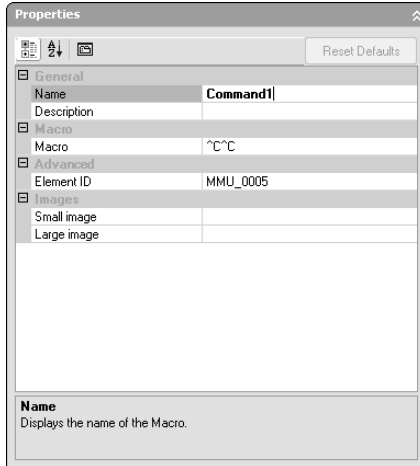 Properties
Reset Defaults
General
Name Command1
Description
Macro
Macro ^C^C
Advanced
Element ID MMU_0005
Images
Small image
Large image
Name
Displays the name of the Macro.